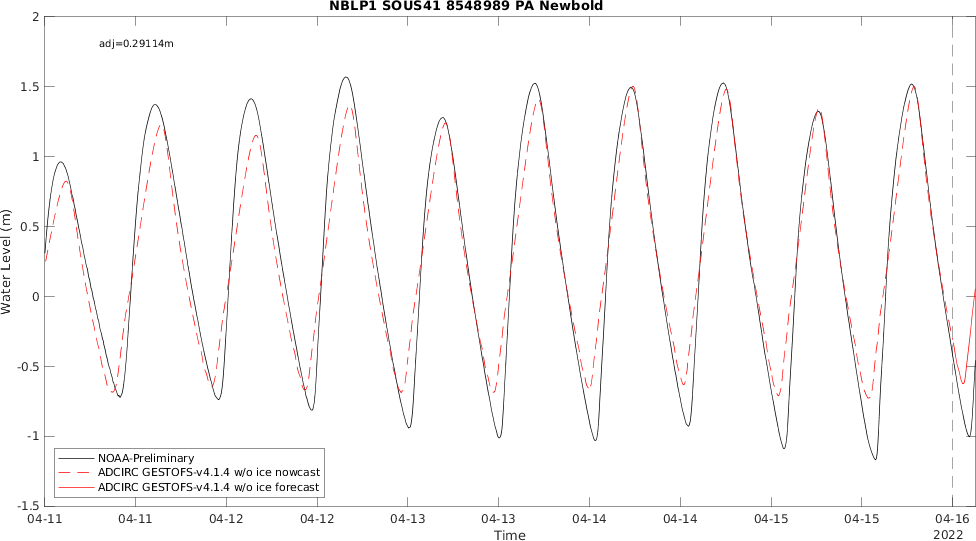 NBLP1 SOUS41 8548989 PA Newbold
adj=0.29114m
2
1.5
1
0.5
0
-0.5
-1
-1.5
Water Level (m)
NOAA-Preliminary
ADCIRC GESTOFS-v4.1.4 w/o ice nowcast
ADCIRC GESTOFS-v4.1.4 w/o ice forecast
04-11 04-11 04-12 04-12 04-13 04-13 04-14 04-14 04-15 04-15 04-16
Time
2022